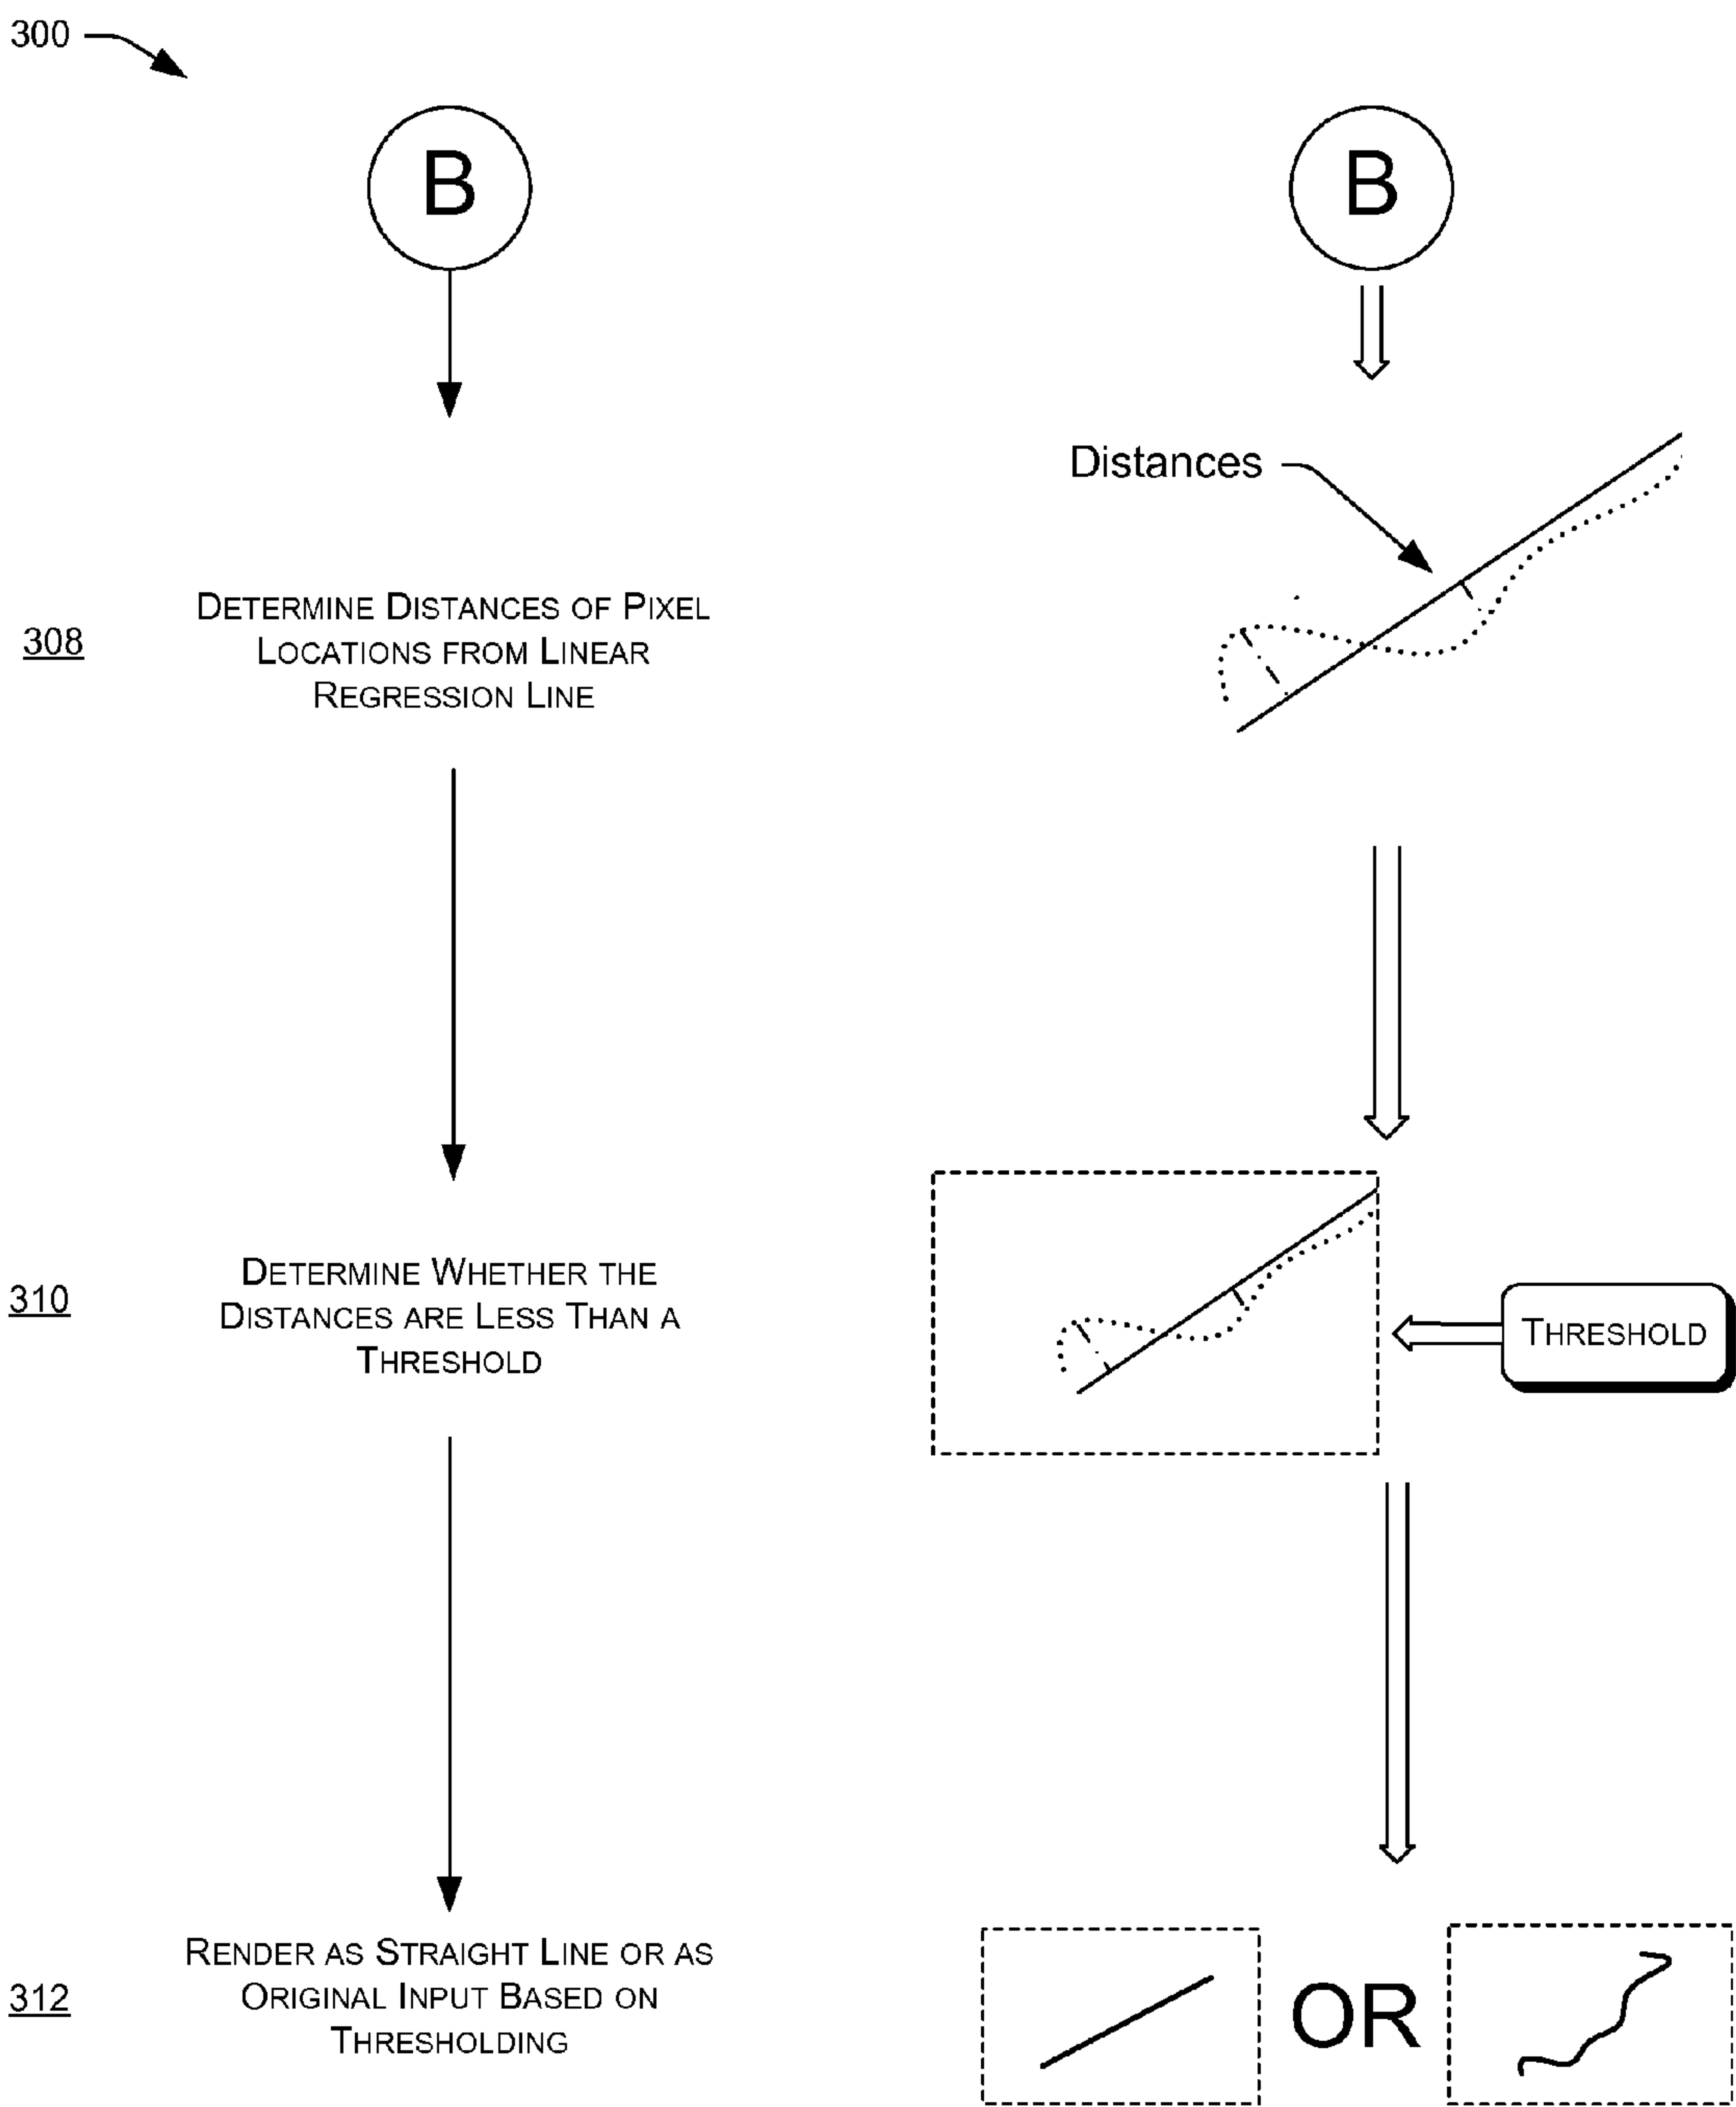 300
B
B
Distances
308
Determine Distances of Pixel
Locations from Linear
Regression Line
310
Determine Whether the
Distances are Less Than a
Threshold
Threshold
312
Render as Straight Line or as
Original Input Based on
Thresholding
OR